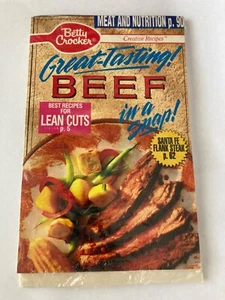 MEAT AND NUTRITION p. 90
Betty
Crocker
Creative Recipes
Great-Tasting!
BEEF
in a
Snap!
BEST RECIPES
FOR
LEAN CUTS
p. 5
SANTA FE
FLANK STEAK
p. 62